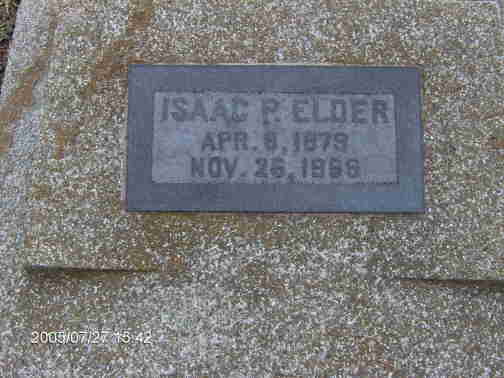 ISAAC P. ELDER
APR. 8, 1879
NOV. 26, 1966
2005/07/27 15:42